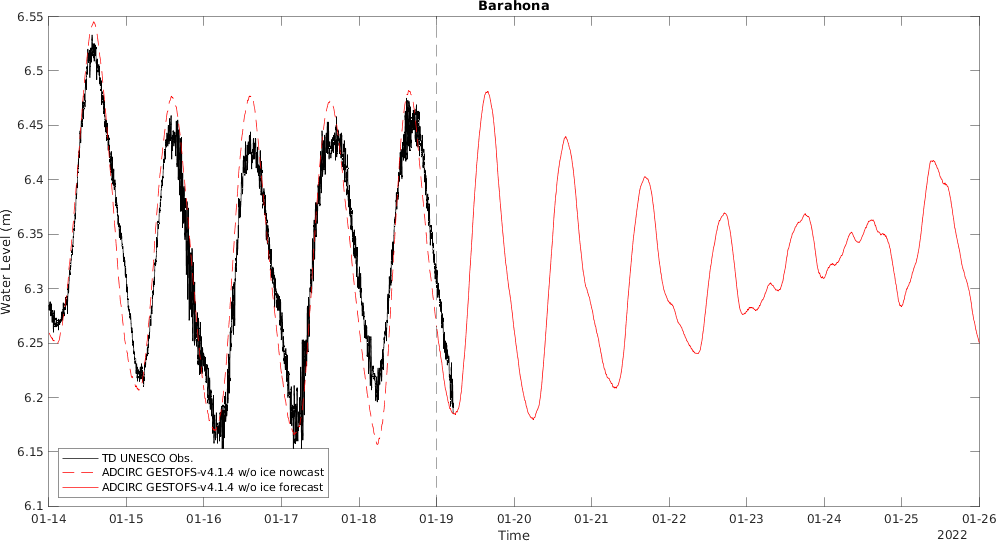 Barahona
6.55
6.5
6.45
6.4
6.35
6.3
6.25
6.2
6.15
6.1
Water Level (m)
TD UNESCO Obs.
ADCIRC GESTOFS-v4.1.4 w/o ice nowcast
ADCIRC GESTOFS-v4.1.4 w/o ice forecast
01-14 01-15 01-16 01-17 01-18 01-19 01-20 01-21 01-22 01-23 01-24 01-25 01-26
Time
2022